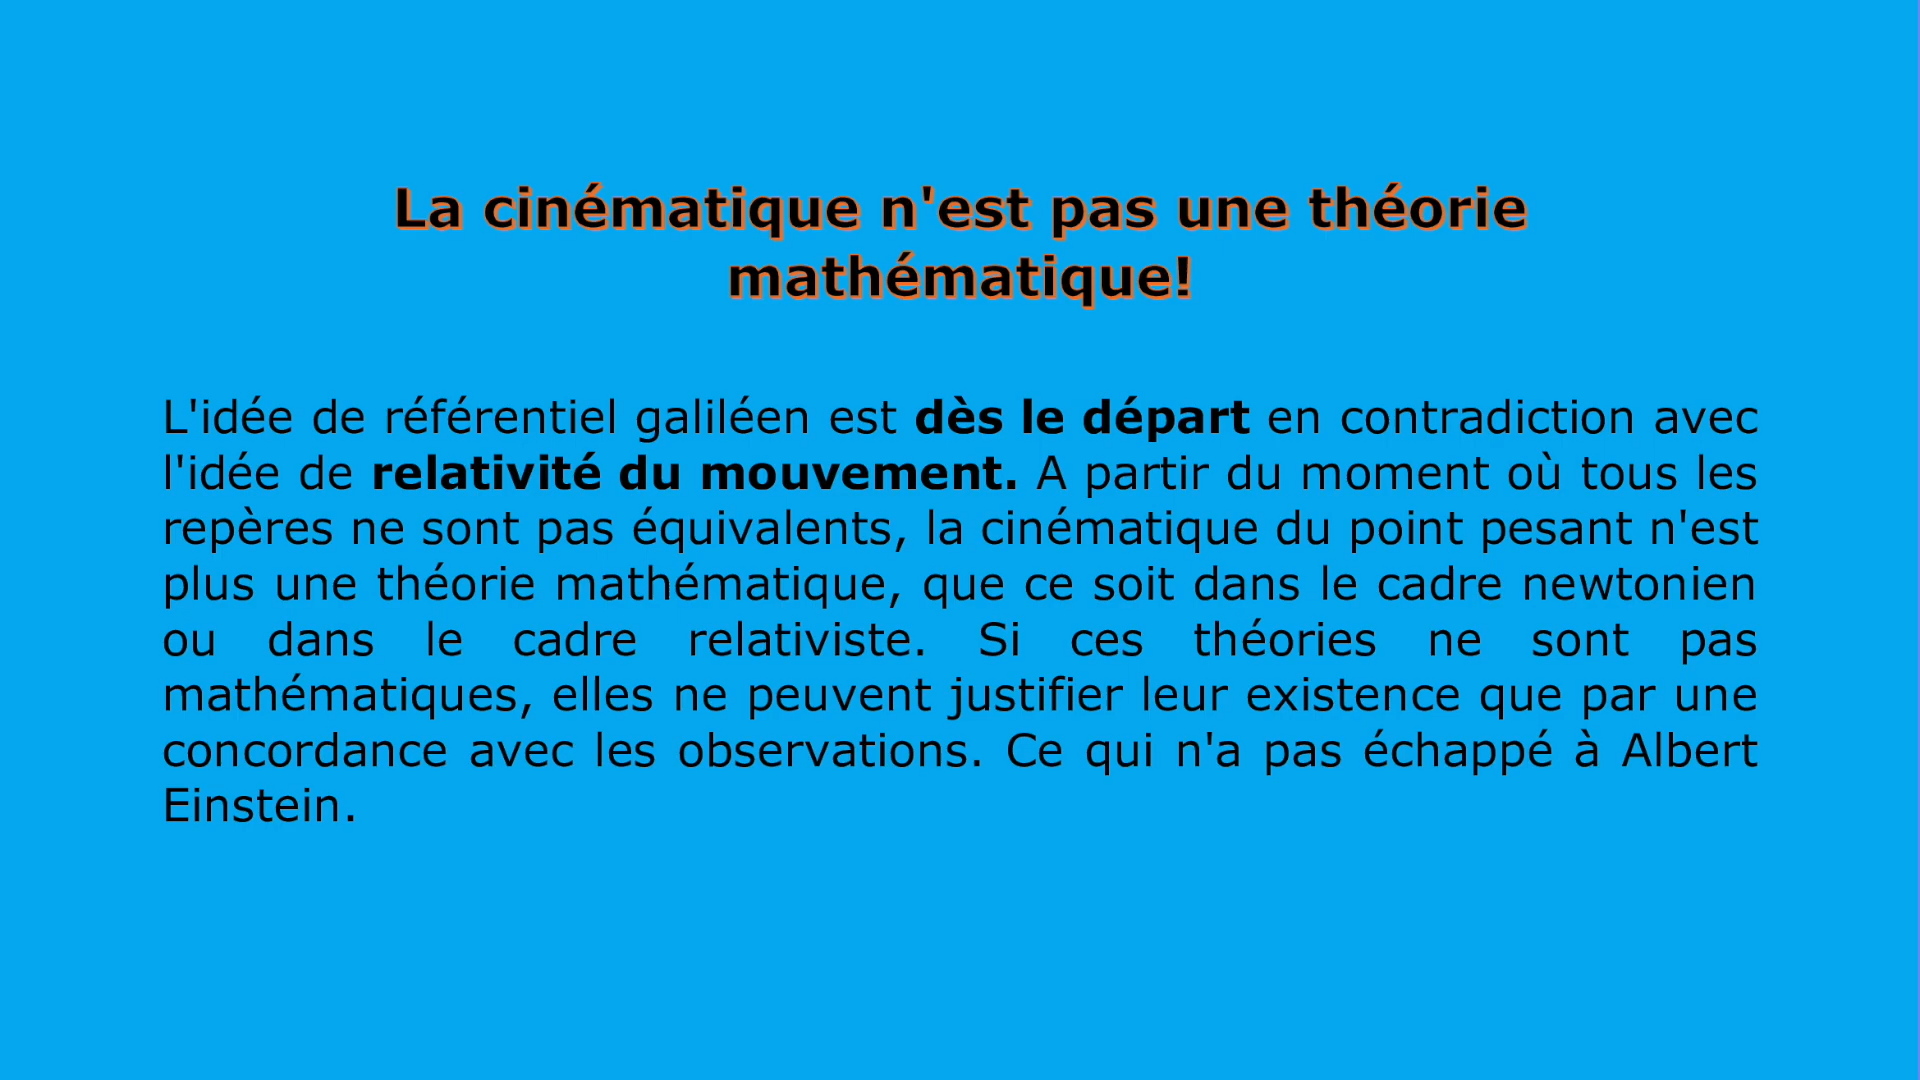 La cinématique n'est pas une théorie
mathématique!
L'idée de référentiel galiléen est dès le départ en contradiction avec
l'idée de relativité du mouvement. A partir du moment où tous les
repères ne sont pas équivalents, la cinématique du point pesant n'est
plus une théorie mathématique, que ce soit dans le cadre newtonien
ou dans le cadre relativiste. Si ces théories ne sont pas
mathématiques, elles ne peuvent justifier leur existence que par une
concordance avec les observations. Ce qui n'a pas échappé à Albert
Einstein.